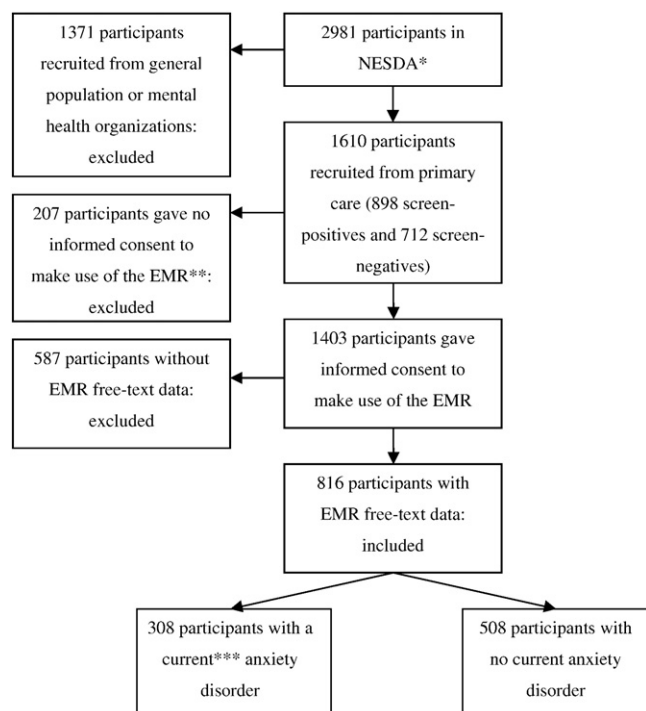 1371 participants
recruited from general
population or mental
health organizations:
excluded
2981 participants in
NESDA*
1610 participants
recruited from primary
care (898 screen-
positives and 712 screen-
negatives)
207 participants gave no
informed consent to
make use of the EMR**:
excluded
1403 participants gave
informed consent to
make use of the EMR
587 participants without
EMR free-text data:
excluded
816 participants with
EMR free-text data:
included
308 participants with a
current*** anxiety
disorder
508 participants with
no current anxiety
disorder